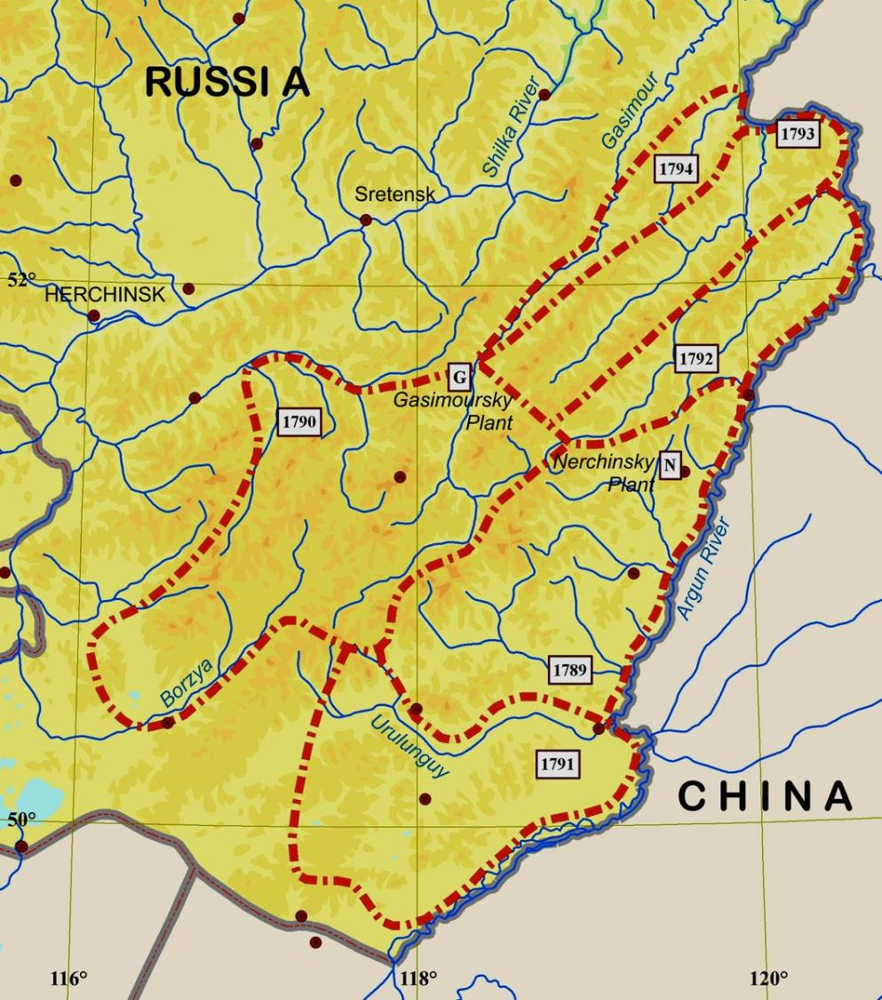 RUSSI A
Shilka River
Gasimour
1793
1794
Sretensk
52°
HERCHINSK
1792
G
Gasimoursky
Plant
1790
Nerchinsky
Plant
N
Argun River
1789
Borzya
Urulunguy
1791
CHINA
50°
116°
118°
120°